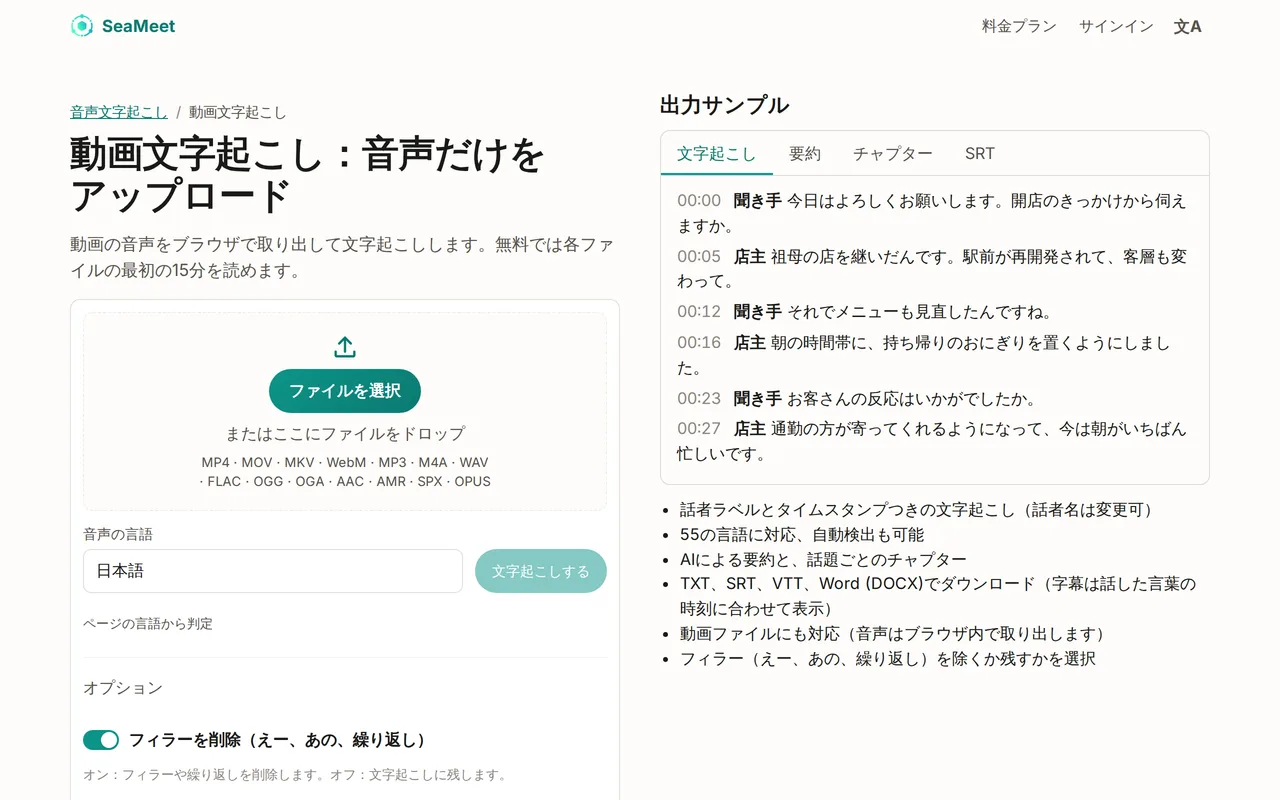 SeaMeet
料金プラン
サインイン
文A
音声文字起こし / 動画文字起こし
動画文字起こし：音声だけを
アップロード
動画の音声をブラウザで取り出して文字起こしします。無料では各ファ
イルの最初の15分を読めます。
ファイルを選択
またはここにファイルをドロップ
MP4 · MOV · MKV · WebM · MP3 · M4A · WAV
· FLAC · OGG · OGA · AAC · AMR · SPX · OPUS
音声の言語
日本語
文字起こしする
ページの言語から判定
オプション
フィラーを削除（えー、あの、繰り返し）
オン：フィラーや繰り返しを削除します。オフ：文字起こしに残します。
出力サンプル
文字起こし 要約 チャプター SRT
00:00 聞き手 今日はよろしくお願いします。開店のきっかけから伺え
ますか。
00:05 店主 祖母の店を継いだんです。駅前が再開発されて、客層も変
わって。
00:12 聞き手 それでメニューも見直したんですね。
00:16 店主 朝の時間帯に、持ち帰りのおにぎりを置くようにしまし
た。
00:23 聞き手 お客さんの反応はいかがでしたか。
00:27 店主 通勤の方が寄ってくれるようになって、今は朝がいちばん
忙しいです。
• 話者ラベルとタイムスタンプつきの文字起こし（話者名は変更可）
• 55の言語に対応、自動検出も可能
• AIによる要約と、話題ごとのチャプター
• TXT、SRT、VTT、Word (DOCX)でダウンロード（字幕は話した言葉の
時刻に合わせて表示）
• 動画ファイルにも対応（音声はブラウザ内で取り出します）
• フィラー（えー、あの、繰り返し）を除くか残すかを選択